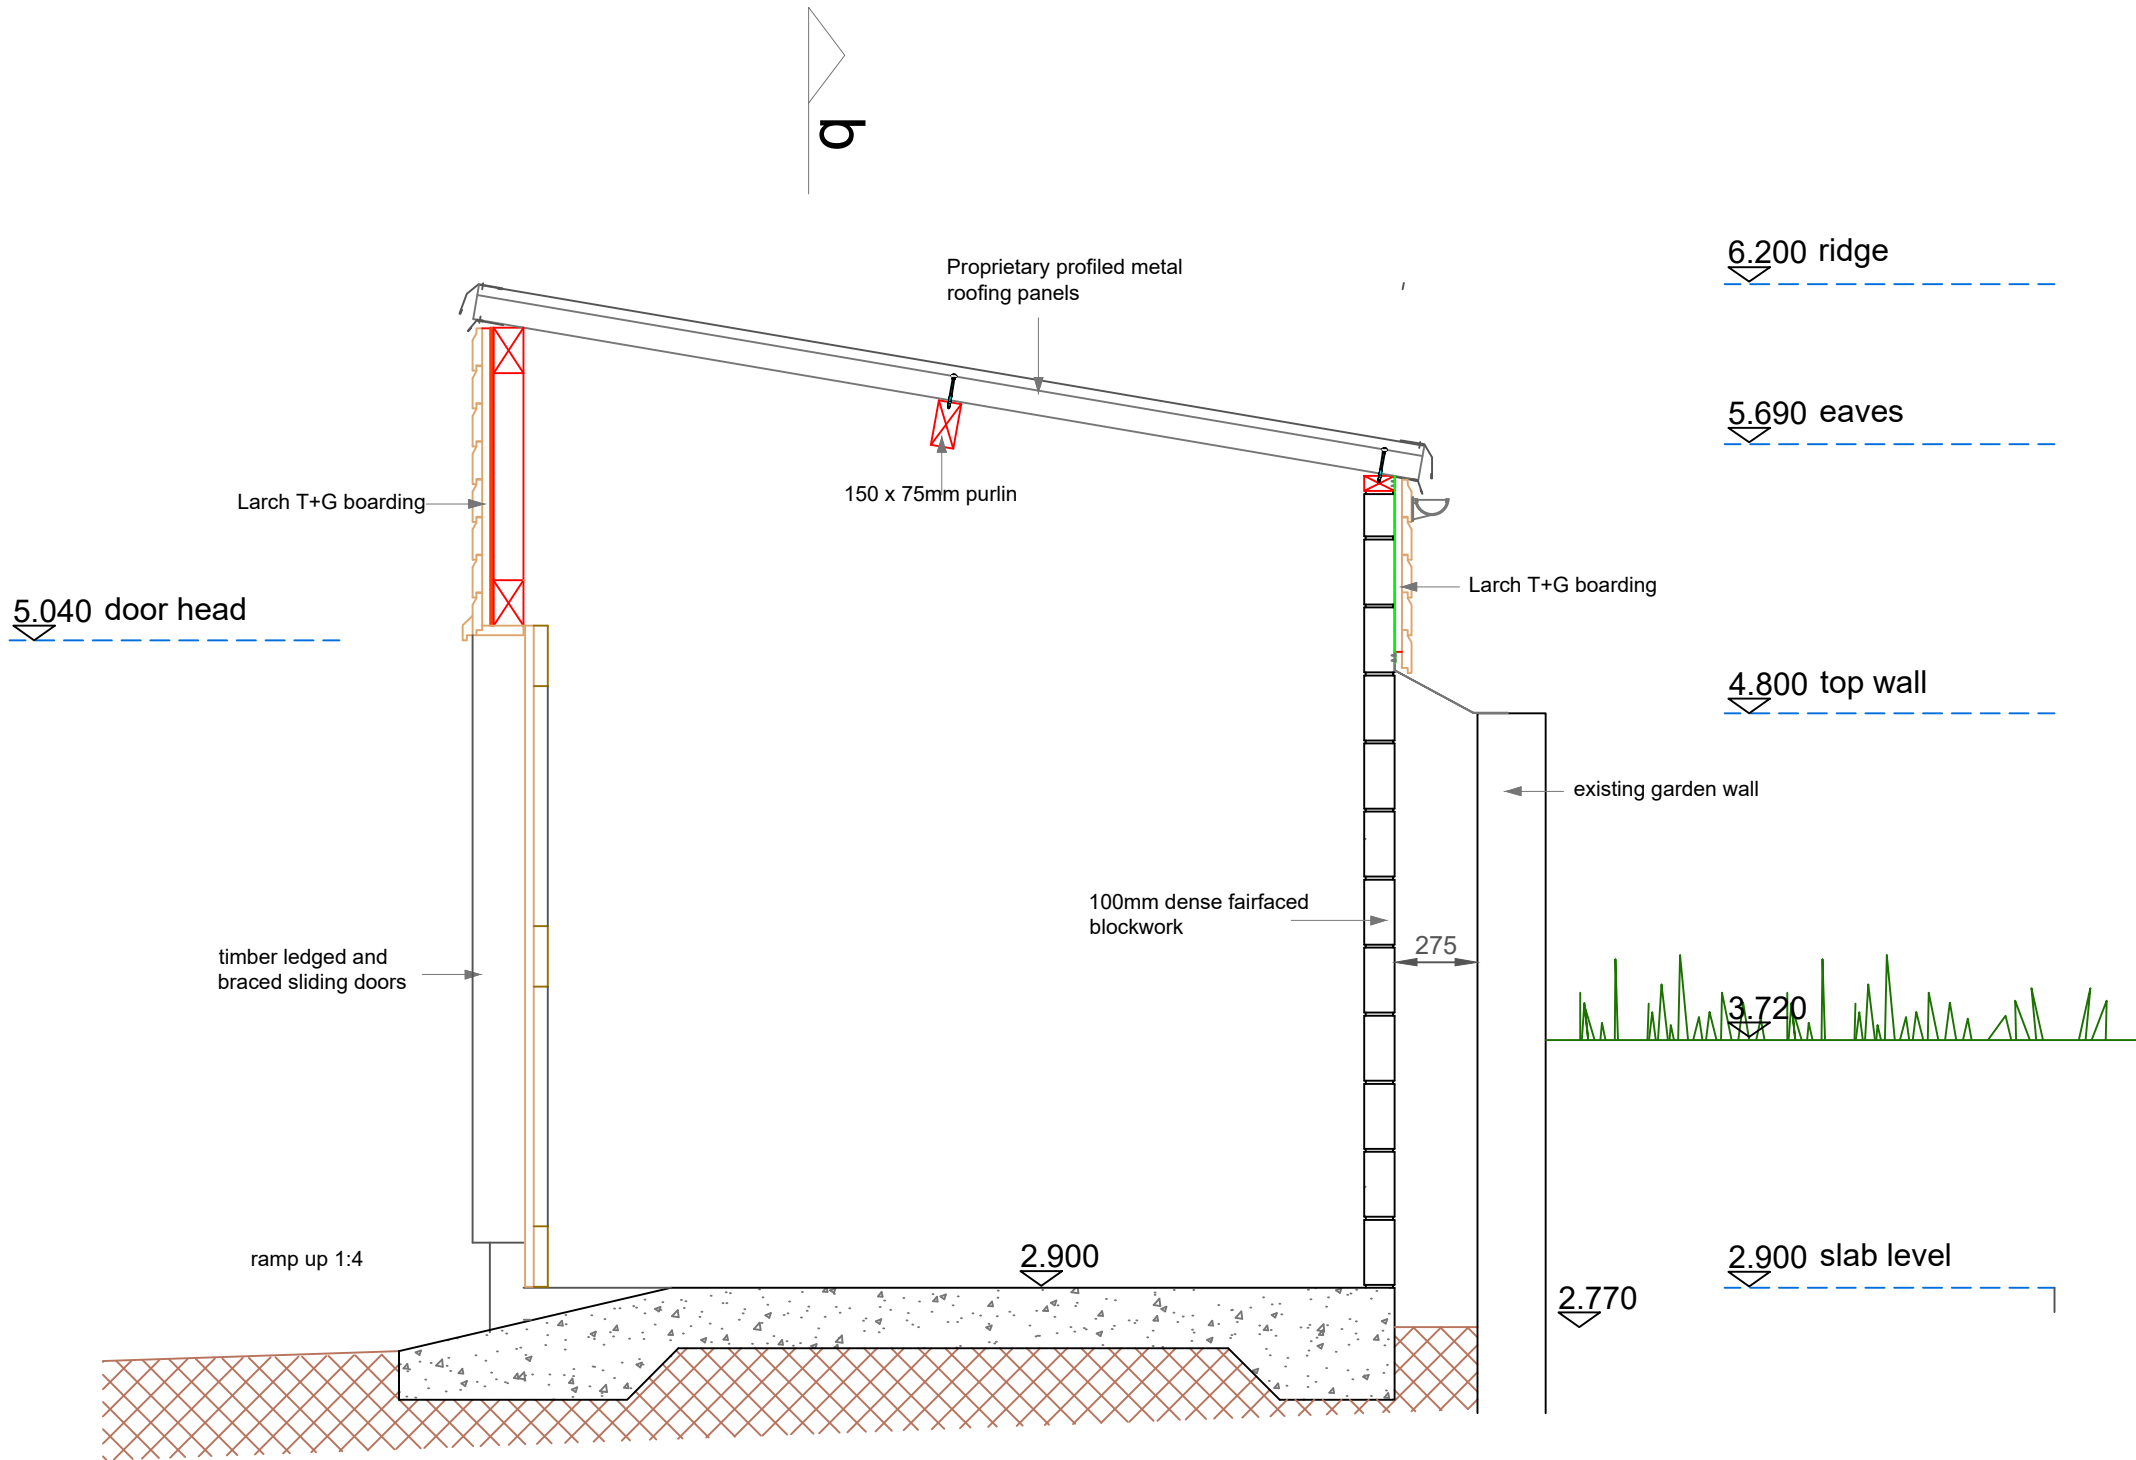 b
6.200 ridge
Proprietary profiled metal
roofing panels
5.690 eaves
150 x 75mm purlin
Larch T+G boarding
Larch T+G boarding
5.040 door head
4.800 top wall
existing garden wall
100mm dense fairfaced
blockwork
275
timber ledged and
braced sliding doors
3.720
ramp up 1:4
2.900
2.900 slab level
2.770